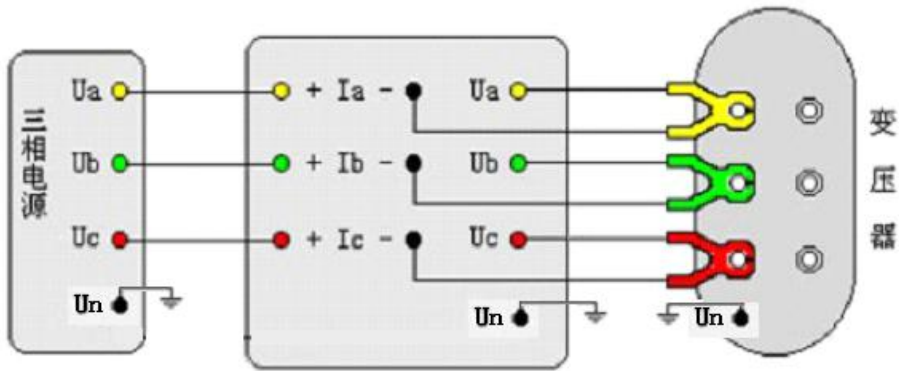 三相电源
Ua + Ia - Ua
Ub + Ib - Ub
Uc + Ic - Uc
Un Un Un
变压器